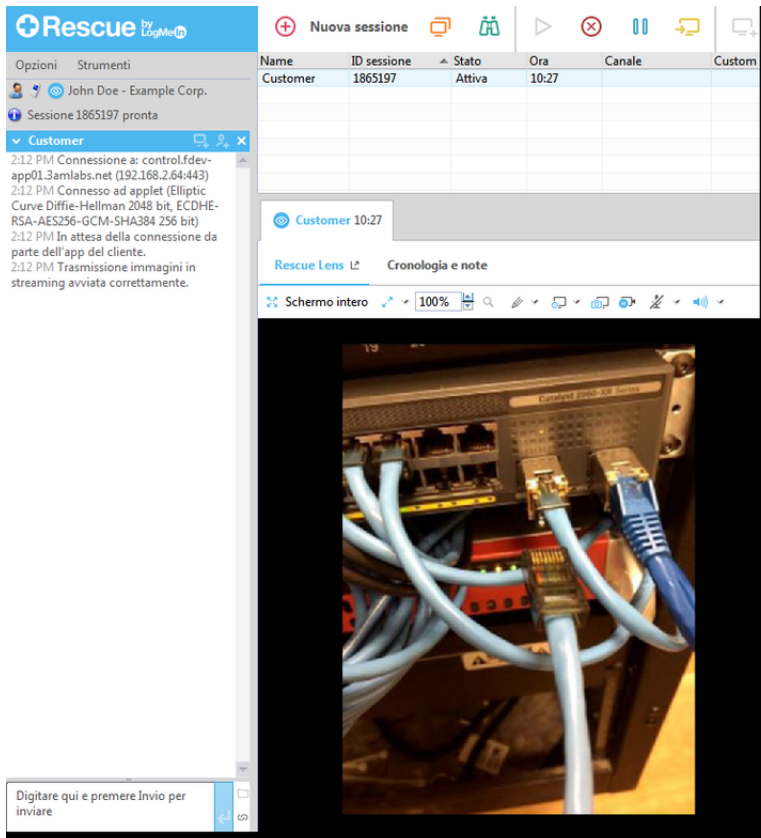 Rescue by LogMeIn
Opzioni Strumenti
John Doe - Example Corp.
Sessione 1865197 pronta
Customer
2:12 PM Connessione a: control.fdev-
app01.3amlabs.net (192.168.2.64:443)
2:12 PM Connesso ad applet (Elliptic
Curve Diffie-Hellman 2048 bit, ECDHE-
RSA-AES256-GCM-SHA384 256 bit)
2:12 PM In attesa della connessione da
parte dell'app del cliente.
2:12 PM Trasmissione immagini in
streaming avviata correttamente.
Digitare qui e premere Invio per
inviare
Nuova sessione
Name ID sessione Stato Ora Canale Custom
Customer 1865197 Attiva 10:27
Customer 10:27
Rescue Lens Cronologia e note
Schermo intero 100%
19
Catalyst 2960-XR Series